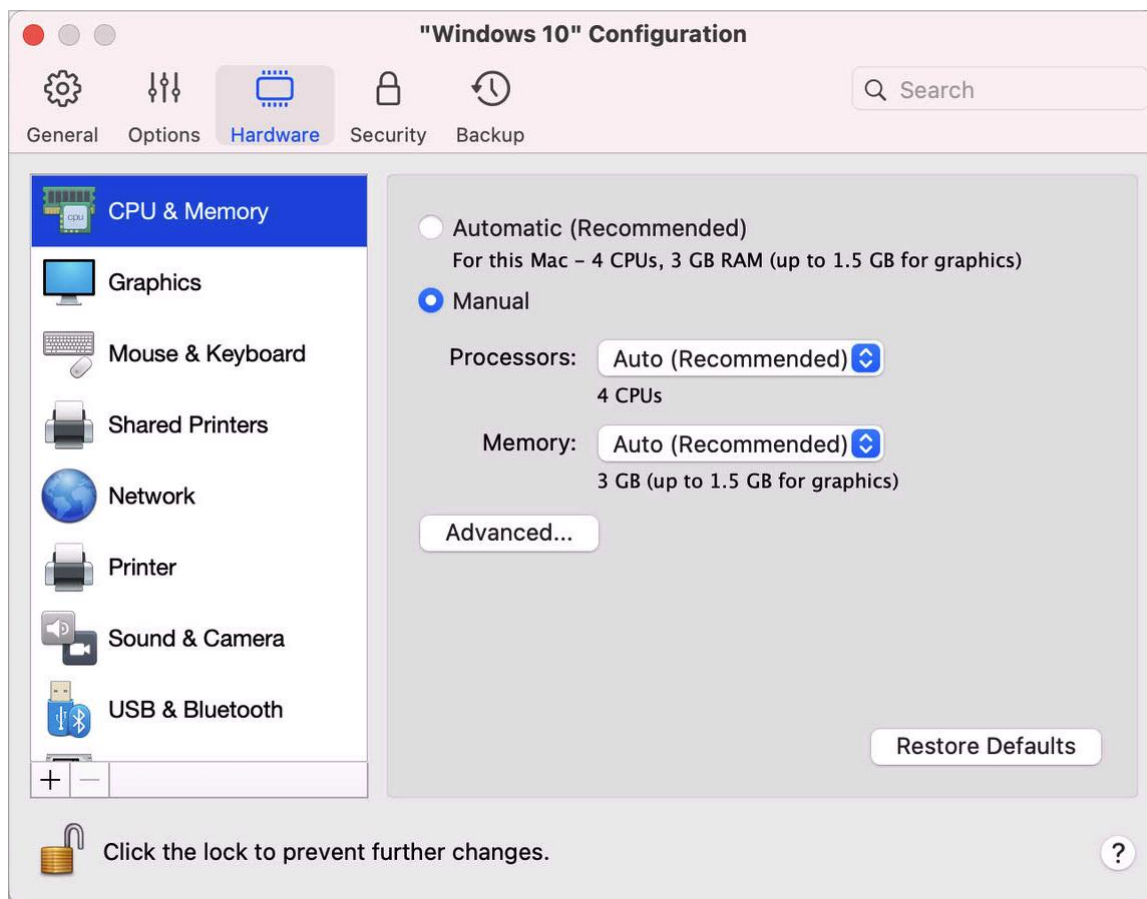 "Windows 10" Configuration
General Options Hardware Security Backup
Search
CPU & Memory
Graphics
Mouse & Keyboard
Shared Printers
Network
Printer
Sound & Camera
USB & Bluetooth
Automatic (Recommended)
For this Mac – 4 CPUs, 3 GB RAM (up to 1.5 GB for graphics)
Manual
Processors: Auto (Recommended)
4 CPUs
Memory: Auto (Recommended)
3 GB (up to 1.5 GB for graphics)
Advanced...
Restore Defaults
Click the lock to prevent further changes.
?